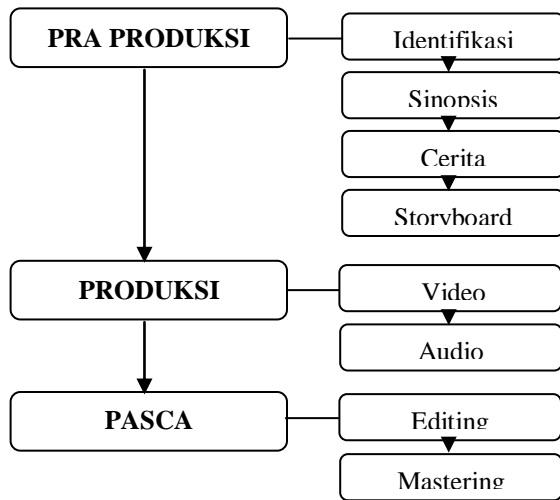 PRA PRODUKSI
Identifikasi
Sinopsis
Cerita
Storyboard
PRODUKSI
Video
Audio
PASCA
Editing
Mastering